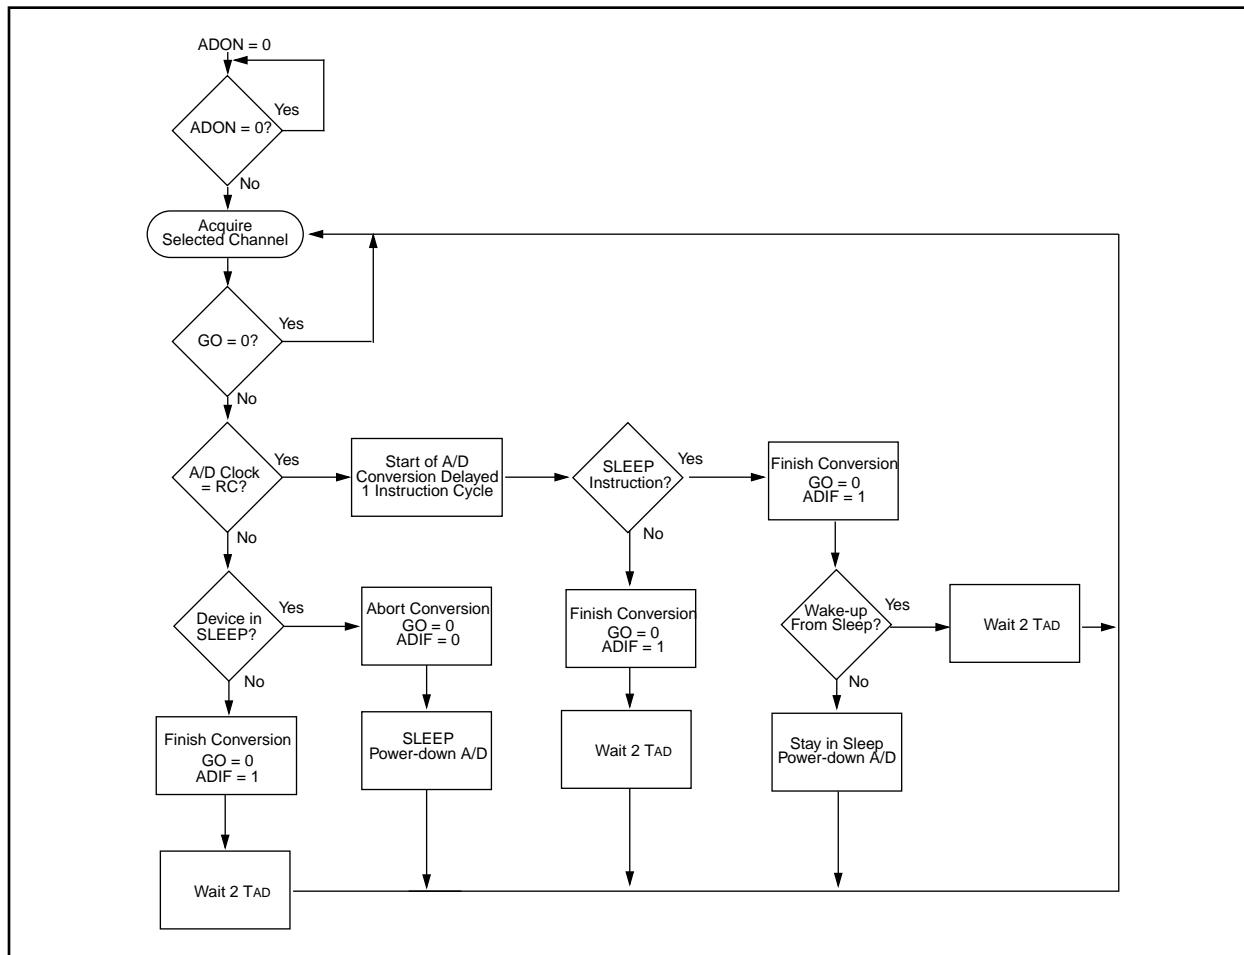 ADON = 0
Yes
ADON = 0?
No
Acquire
Selected Channel
Yes
GO = 0?
No
A/D Clock
= RC?
Yes
Start of A/D
Conversion Delayed
1 Instruction Cycle
SLEEP
Instruction?
Yes
Finish Conversion
GO = 0
ADIF = 1
No
No
Device in
SLEEP?
Yes
Abort Conversion
GO = 0
ADIF = 0
Finish Conversion
GO = 0
ADIF = 1
Wake-up
From Sleep?
Yes
Wait 2 TAD
No
No
Finish Conversion
GO = 0
ADIF = 1
SLEEP
Power-down A/D
Wait 2 TAD
Stay in Sleep
Power-down A/D
Wait 2 TAD